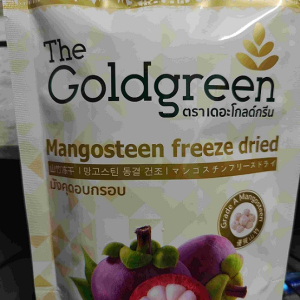 The
Goldgreen
ตราเดอะโกลด์กรีน
Mangosteen freeze dried
망고스틴 동결 건조 | マンゴスチンフリーズドライ
มังคุดอบกรอบ
Grade A Mangosteen